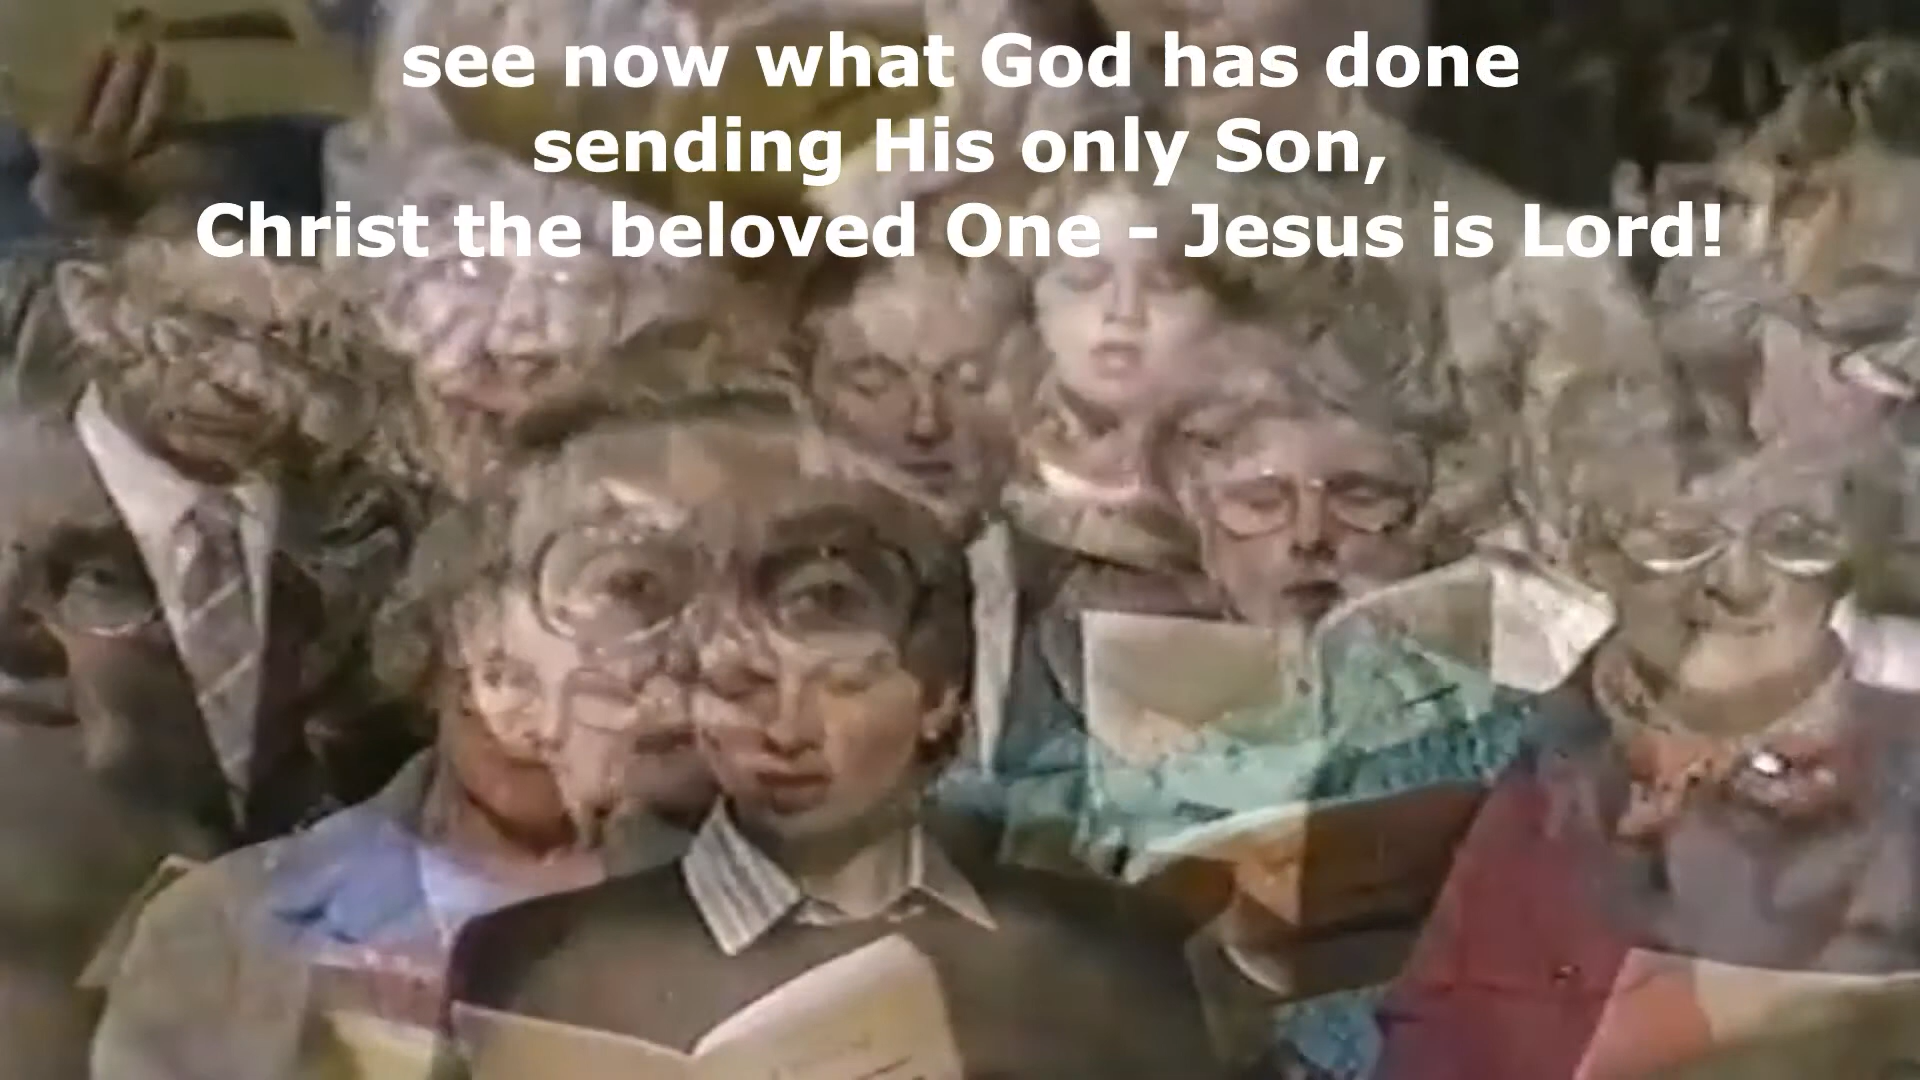 see now what God has done
sending His only Son,
Christ the beloved One - Jesus is Lord!